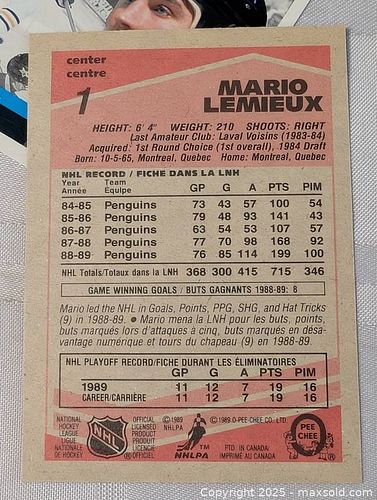 center
centre
1
MARIO
LEMIEUX
HEIGHT: 6' 4" WEIGHT: 210 SHOOTS: RIGHT
Last Amateur Club: Laval Voisins (1983-84)
Acquired: 1st Round Choice (1st overall), 1984 Draft
Born: 10-5-65, Montreal, Quebec Home: Montreal, Quebec
NHL RECORD / FICHE DANS LA LNH
Year Team
Année Équipe GP G A PTS PIM
84-85 Penguins 73 43 57 100 54
85-86 Penguins 79 48 93 141 43
86-87 Penguins 63 54 53 107 57
87-88 Penguins 77 70 98 168 92
88-89 Penguins 76 85 114 199 100
NHL Totals/Totaux dans la LNH 368 300 415 715 346
GAME WINNING GOALS / BUTS GAGNANTS 1988-89: 8
Mario led the NHL in Goals, Points, PPG, SHG, and Hat Tricks
(9) in 1988-89. • Mario mena la LNH pour les buts, points,
buts marqués lors d'attaques à cinq, buts marqués en désa-
vantage numérique et tours du chapeau (9) en 1988-89.
NHL PLAYOFF RECORD/FICHE DURANT LES ÉLIMINATOIRES
GP G A PTS PIM
1989 11 12 7 19 16
CAREER/CARRIÈRE 11 12 7 19 16
NATIONAL
HOCKEY
LEAGUE
LIGUE
NATIONALE
DE HOCKEY
NHL
OFFICIAL
LICENSED
PRODUCT
PRODUIT
LICENCIÉ
OFFICIEL
©1989
NHLPA
NHLPA
©1989 O-PEE-CHEE CO. LTD.
PTD. IN CANADA/
IMPRIMÉ AU CANADA
O
PEE
CHEE
Copyright 2025 - maxsold.com